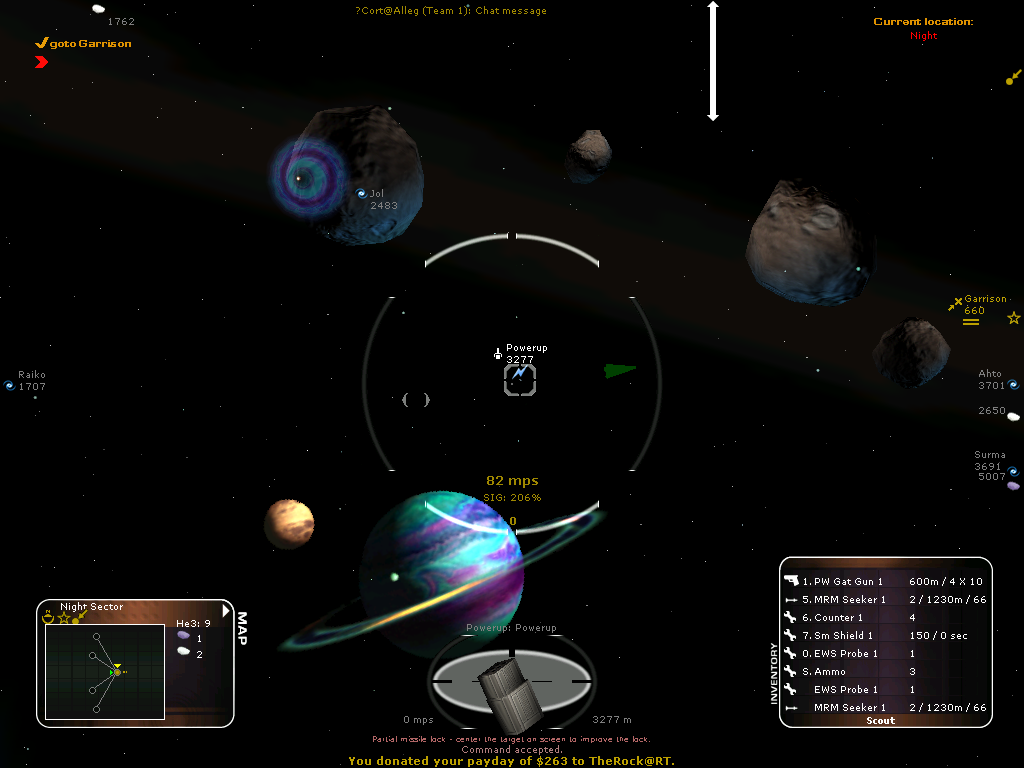 ?Cort@Alleg (Team 1): Chat message
1762
goto Garrison
Current location:
Night
Jol
2483
Garrison
660
Powerup
3277
Raiko
1707
Ahto
3701
2650
Surma
3691
5007
82 mps
SIG: 206%
0
Night Sector
He3: 9
1
2
MAP
Powerup: Powerup
0 mps
3277 m
INVENTORY
1. PW Gat Gun 1 600m / 4 X 10
5. MRM Seeker 1 2 / 1230m / 66
6. Counter 1 4
7. Sm Shield 1 150 / 0 sec
0. EWS Probe 1 1
S. Ammo 3
EWS Probe 1 1
MRM Seeker 1 2 / 1230m / 66
Scout
Partial missile lock - center the target on screen to improve the lock.
Command accepted.
You donated your payday of $263 to TheRock@RT.